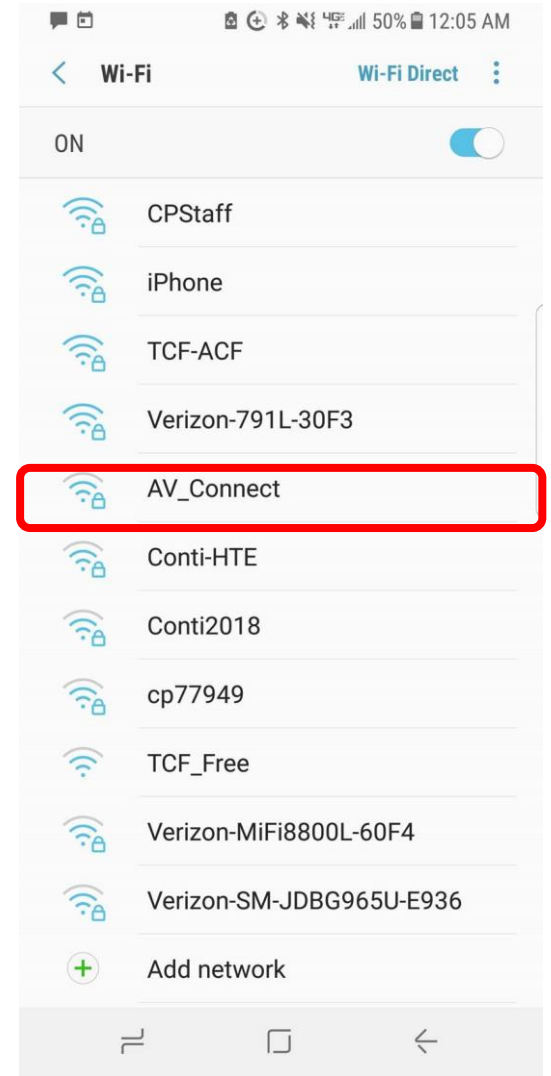 4G 50% 12:05 AM
Wi-Fi Wi-Fi Direct
ON
CPStaff
iPhone
TCF-ACF
Verizon-791L-30F3
AV_Connect
Conti-HTE
Conti2018
cp77949
TCF_Free
Verizon-MiFi8800L-60F4
Verizon-SM-JDBG965U-E936
Add network